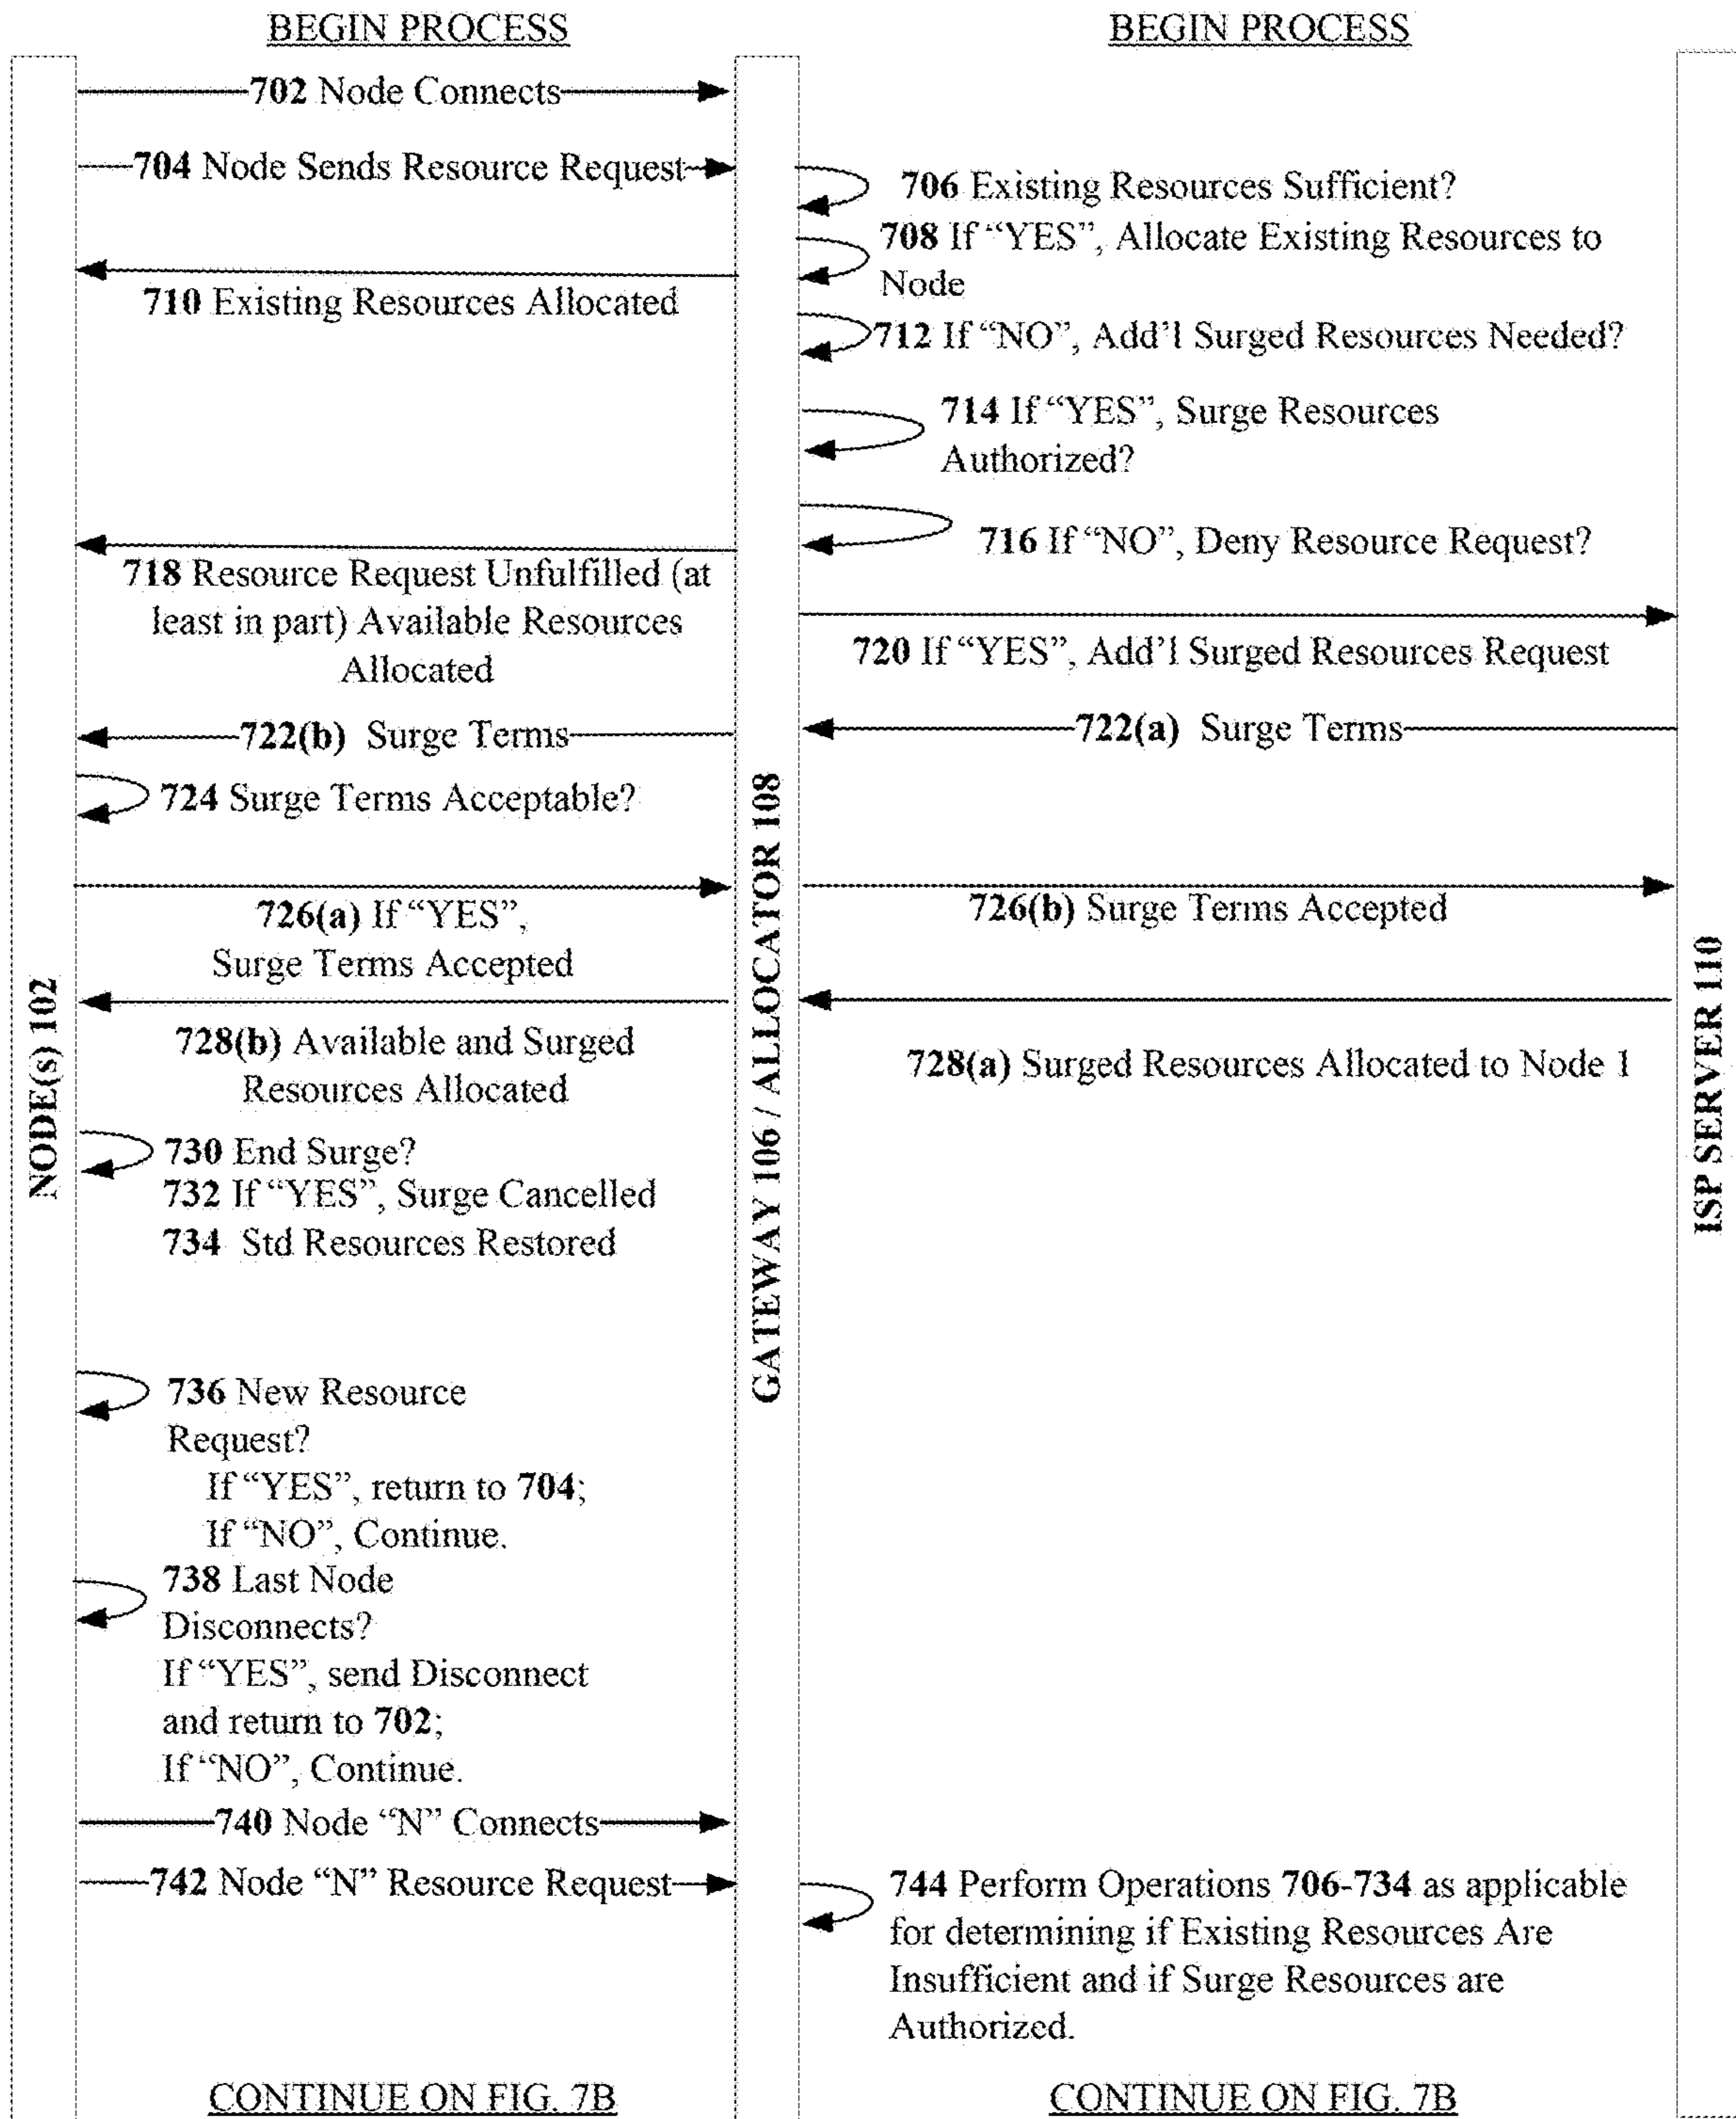 BEGIN PROCESS
BEGIN PROCESS
702 Node Connects
704 Node Sends Resource Request
706 Existing Resources Sufficient?
708 If “YES”, Allocate Existing Resources to
Node
710 Existing Resources Allocated
712 If “NO”, Add’l Surged Resources Needed?
714 If “YES”, Surge Resources
Authorized?
716 If “NO”, Deny Resource Request?
718 Resource Request Unfulfilled (at
least in part) Available Resources
Allocated
720 If “YES”, Add’l Surged Resources Request
722(b) Surge Terms
722(a) Surge Terms
724 Surge Terms Acceptable?
726(a) If “YES”,
Surge Terms Accepted
726(b) Surge Terms Accepted
728(b) Available and Surged
Resources Allocated
728(a) Surged Resources Allocated to Node 1
730 End Surge?
732 If “YES”, Surge Cancelled
734 Std Resources Restored
NODE(s) 102
GATEWAY 106 / ALLOCATOR 108
ISP SERVER 110
736 New Resource
Request?
If “YES”, return to 704;
If “NO”, Continue.
738 Last Node
Disconnects?
If “YES”, send Disconnect
and return to 702;
If “NO”, Continue.
740 Node “N” Connects
742 Node “N” Resource Request
744 Perform Operations 706-734 as applicable
for determining if Existing Resources Are
Insufficient and if Surge Resources are
Authorized.
CONTINUE ON FIG. 7B
CONTINUE ON FIG. 7B